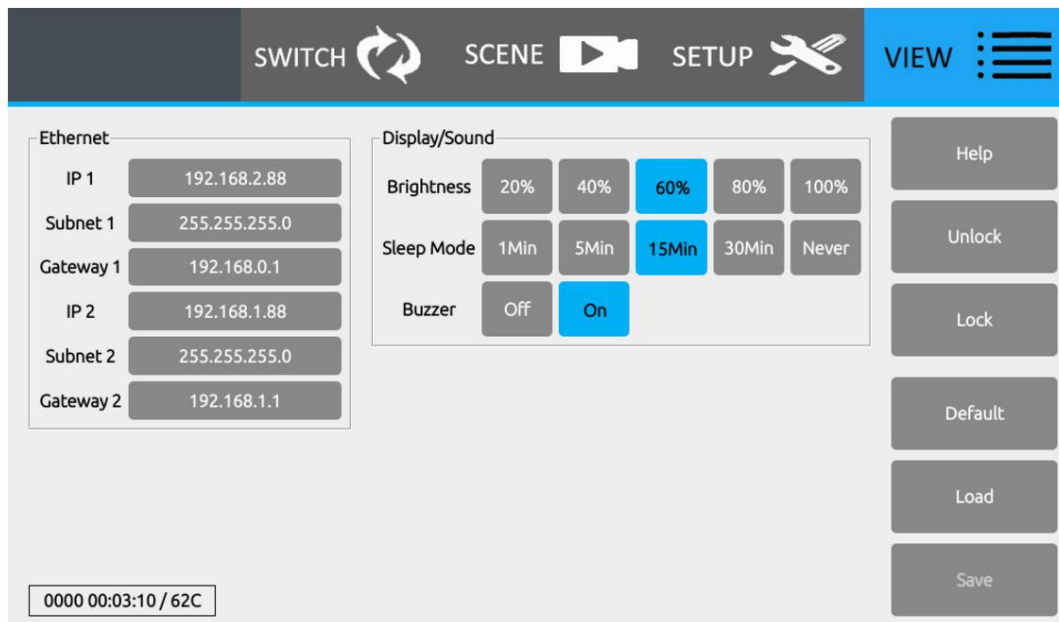 SWITCH SCENE SETUP VIEW
Ethernet
IP 1 192.168.2.88
Subnet 1 255.255.255.0
Gateway 1 192.168.0.1
IP 2 192.168.1.88
Subnet 2 255.255.255.0
Gateway 2 192.168.1.1
Display/Sound
Brightness 20% 40% 60% 80% 100%
Sleep Mode 1Min 5Min 15Min 30Min Never
Buzzer Off On
Help
Unlock
Lock
Default
Load
Save
0000 00:03:10 / 62C